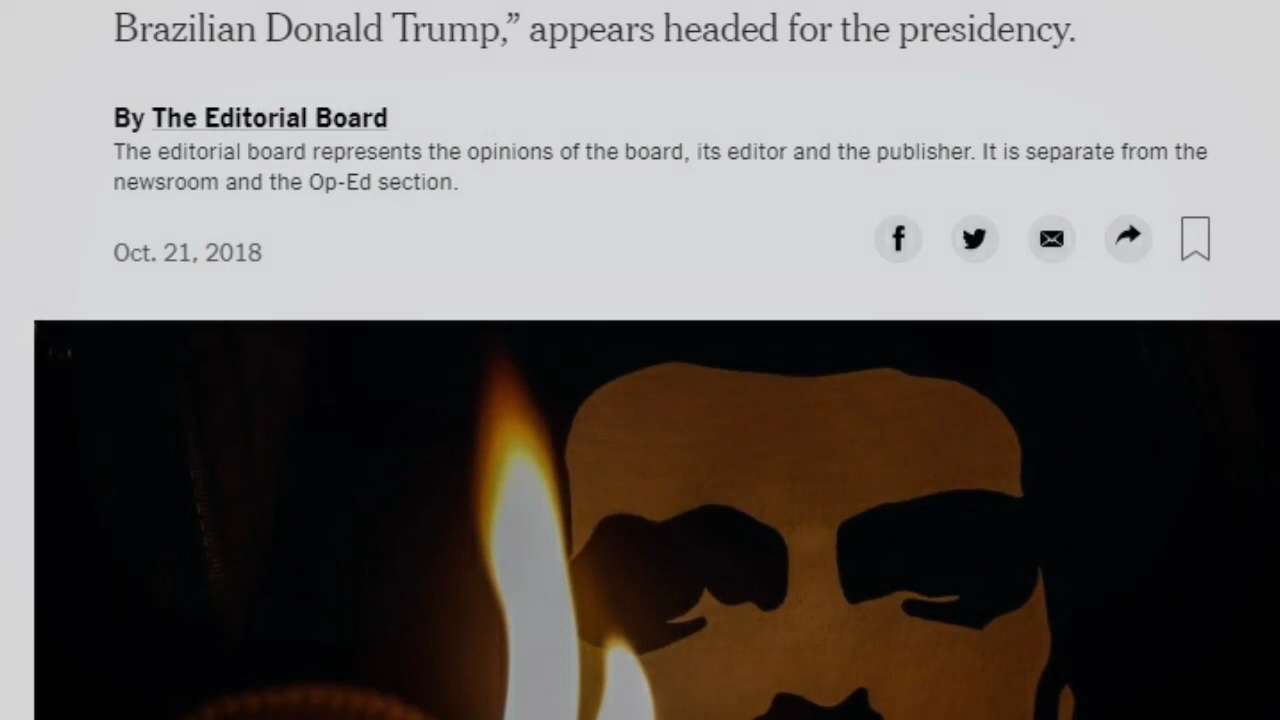 Brazilian Donald Trump,” appears headed for the presidency.
By The Editorial Board
The editorial board represents the opinions of the board, its editor and the publisher. It is separate from the
newsroom and the Op-Ed section.
Oct. 21, 2018